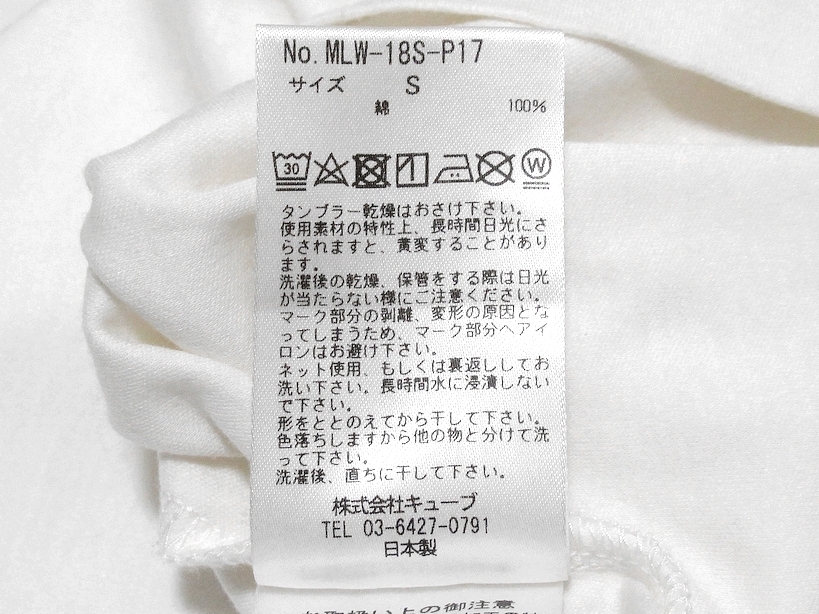 No. MLW-18S-P17
サイズ S
綿 100%
30 W
タンブラー乾燥はおさけ下さい。
使用素材の特性上、長時間日光にさ
らされますと、黄変することがあり
ます。
洗濯後の乾燥、保管をする際は日光
が当たらない様にご注意ください。
マーク部分の剥離、変形の原因とな
ってしまうため、マーク部分へアイ
ロンはお避け下さい。
ネット使用、もしくは裏返ししてお
洗い下さい。長時間水に浸漬しない
で下さい。
形をととのえてから干して下さい。
色落ちしますから他の物と分けて洗
って下さい。
洗濯後、直ちに干して下さい。
株式会社キューブ
TEL 03-6427-0791
日本製
お取扱い上の御注意